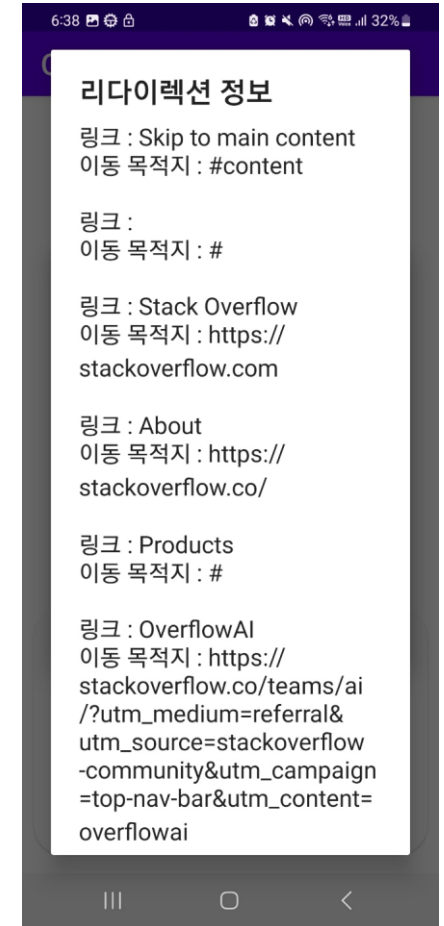 6:38
32%
리다이렉션 정보
링크 : Skip to main content
이동 목적지 : #content
링크 :
이동 목적지 : #
링크 : Stack Overflow
이동 목적지 : https://
stackoverflow.com
링크 : About
이동 목적지 : https://
stackoverflow.co/
링크 : Products
이동 목적지 : #
링크 : OverflowAI
이동 목적지 : https://
stackoverflow.co/teams/ai
/?utm_medium=referral&
utm_source=stackoverflow
-community&utm_campaign
=top-nav-bar&utm_content=
overflowai